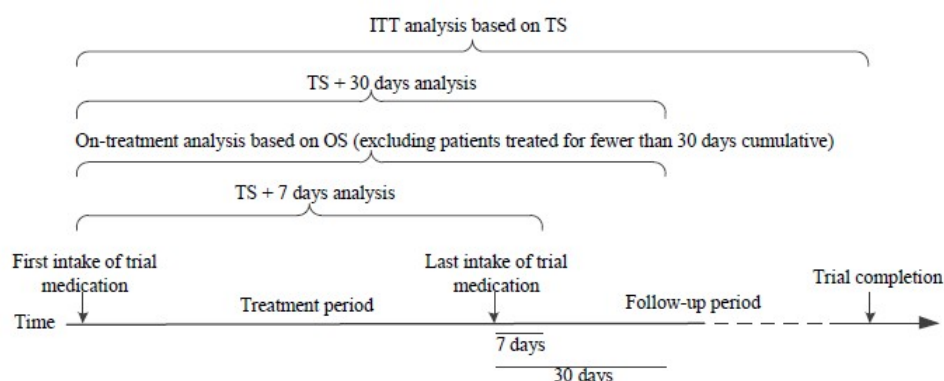 ITT analysis based on TS
TS + 30 days analysis
On-treatment analysis based on OS (excluding patients treated for fewer than 30 days cumulative)
TS + 7 days analysis
First intake of trial
medication
Last intake of trial
medication
Trial completion
Treatment period
Follow-up period
Time
7 days
30 days